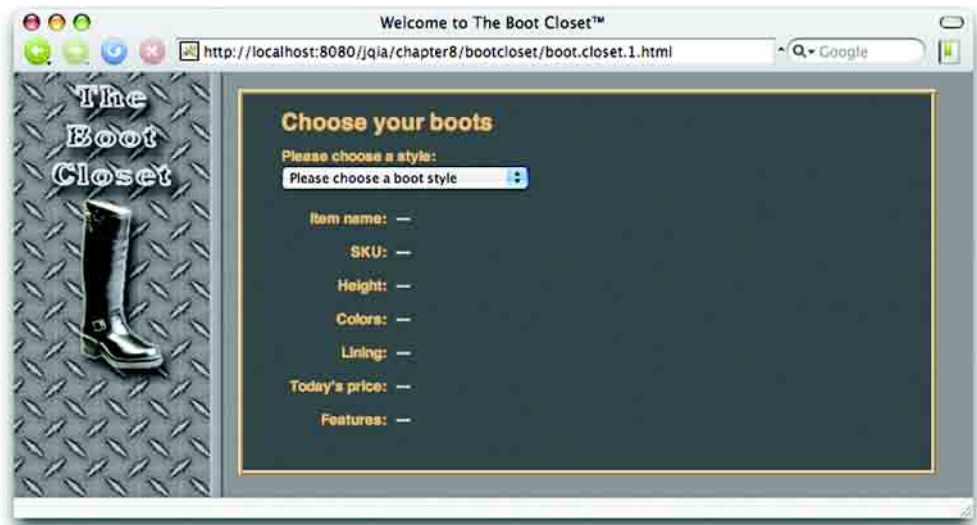 Welcome to The Boot Closet™
http://localhost:8080/jqia/chapter8/bootcloset/boot.closet.1.html
Google
The
Boot
Closet
Choose your boots
Please choose a style:
Please choose a boot style
Item name: —
SKU: —
Height: —
Colors: —
Lining: —
Today's price: —
Features: —